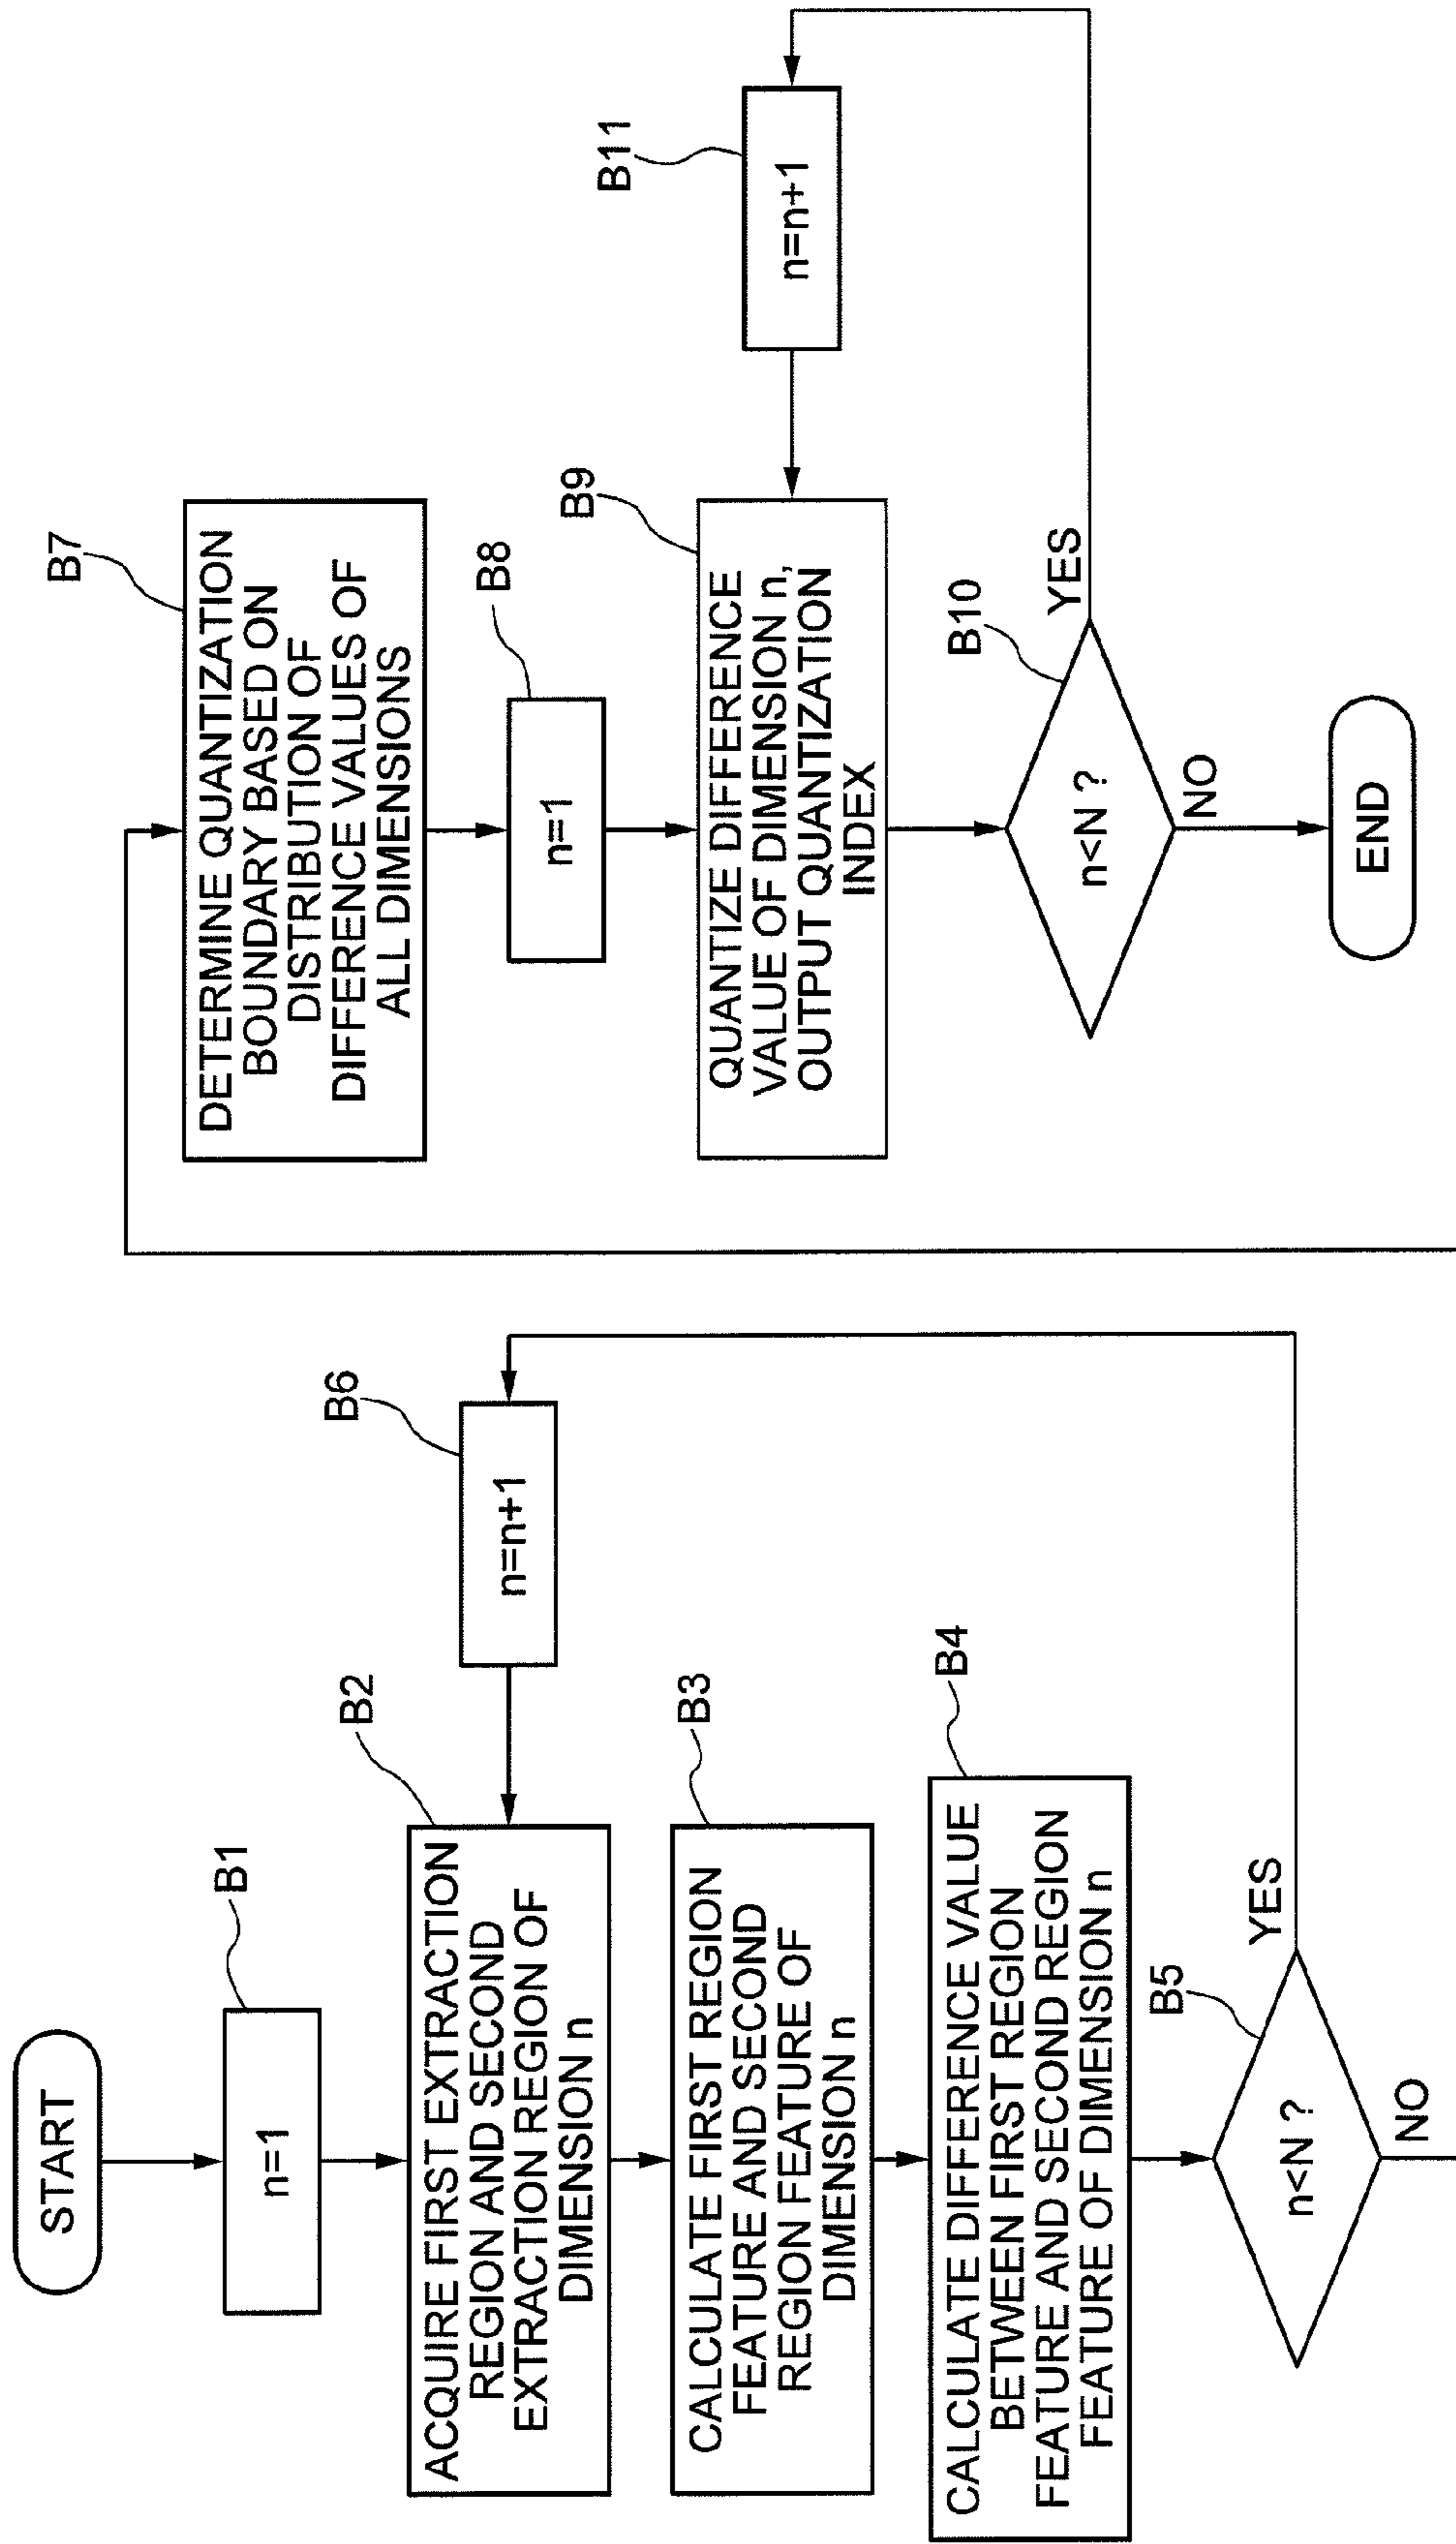 START
B1
n=1
B2
ACQUIRE FIRST EXTRACTION
REGION AND SECOND
EXTRACTION REGION OF
DIMENSION n
B6
n=n+1
B3
CALCULATE FIRST REGION
FEATURE AND SECOND
REGION FEATURE OF
DIMENSION n
B4
CALCULATE DIFFERENCE VALUE
BETWEEN FIRST REGION
FEATURE AND SECOND REGION
FEATURE OF DIMENSION n
B5
n<N ?
YES
NO
B7
DETERMINE QUANTIZATION
BOUNDARY BASED ON
DISTRIBUTION OF
DIFFERENCE VALUES OF
ALL DIMENSIONS
B8
n=1
B9
QUANTIZE DIFFERENCE
VALUE OF DIMENSION n,
OUTPUT QUANTIZATION
INDEX
B11
n=n+1
B10
n<N ?
YES
NO
END